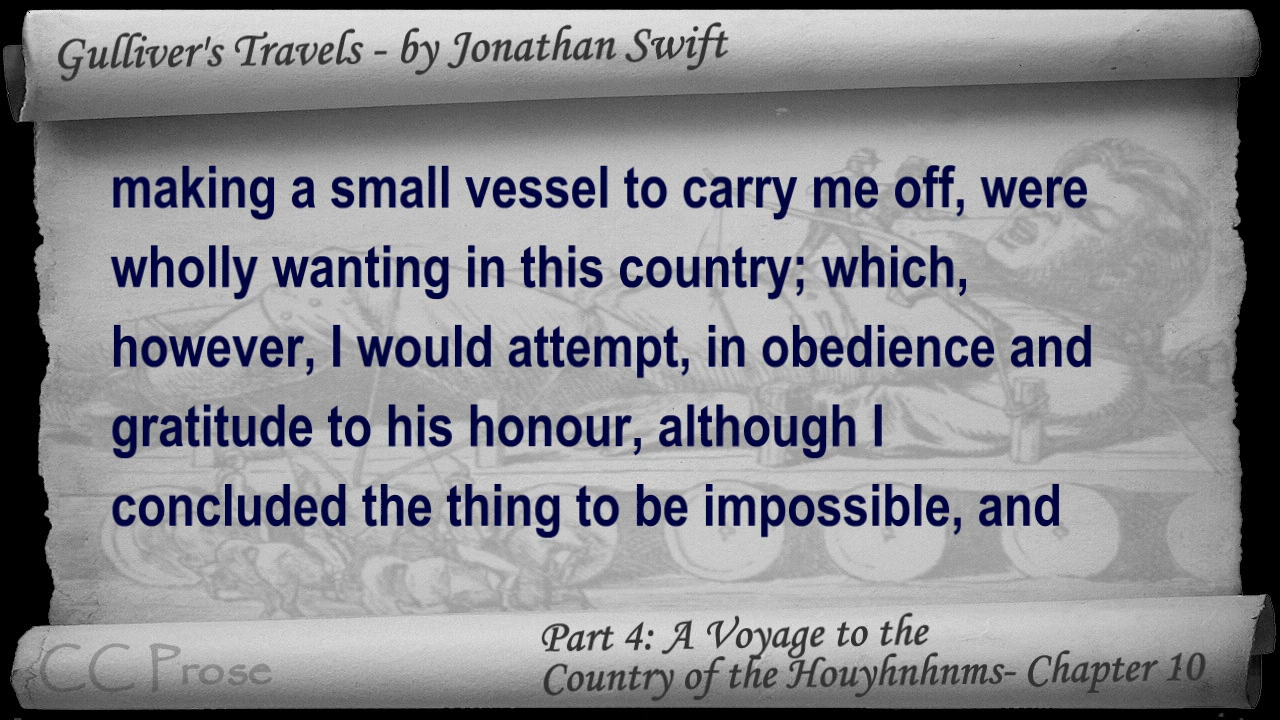 Gulliver's Travels - by Jonathan Swift
making a small vessel to carry me off, were
wholly wanting in this country; which,
however, I would attempt, in obedience and
gratitude to his honour, although I
concluded the thing to be impossible, and
Part 4: A Voyage to the
Country of the Houyhnhnms- Chapter 10
CC Prose